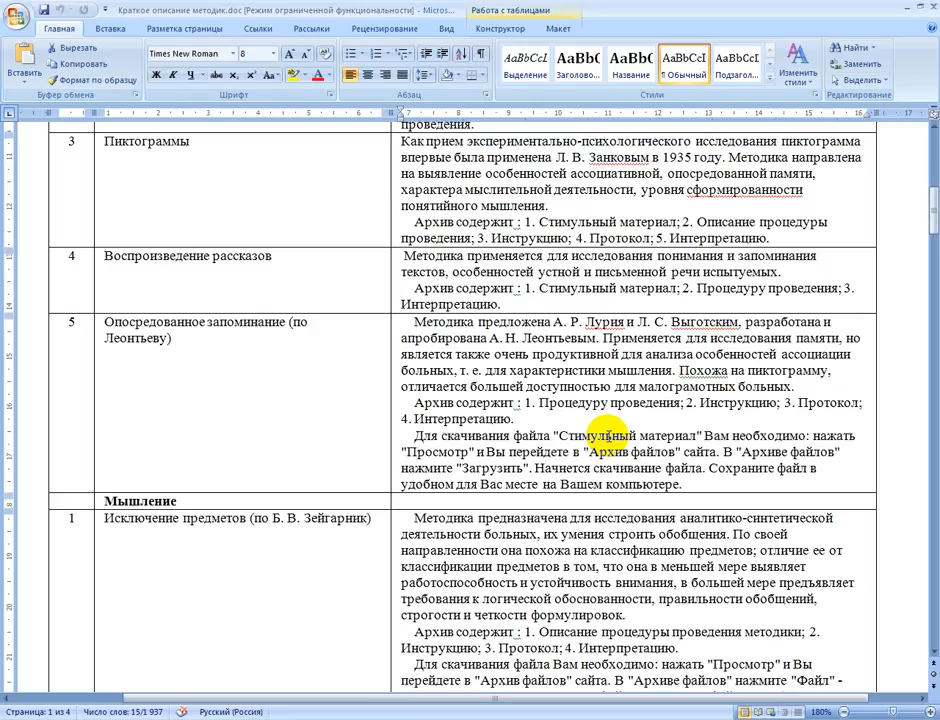 Краткое описание методик.doc [Режим ограниченной функциональности] - Micros...
Работа с таблицами
Главная
Вставка
Разметка страницы
Ссылки
Рассылки
Рецензирование
Вид
Конструктор
Макет
Вставить
Вырезать
Копировать
Формат по образцу
Буфер обмена
Times New Roman
8
Ж К Ч abc x₂ x² Aa
Шрифт
Абзац
AaBbCcI
Выделение
AaBbC
Заголово...
AaBbC
Название
AaBbCcI
¶ Обычный
AaBbCcI
Подзагол...
Изменить стили
Стили
Найти
Заменить
Выделить
Редактирование
проведения.
3
Пиктограммы
Как прием экспериментально-психологического исследования пиктограмма
впервые была применена Л. В. Занковым в 1935 году. Методика направлена
на выявление особенностей ассоциативной, опосредованной памяти,
характера мыслительной деятельности, уровня сформированности
понятийного мышления.
Архив содержит : 1. Стимульный материал; 2. Описание процедуры
проведения; 3. Инструкцию; 4. Протокол; 5. Интерпретацию.
4
Воспроизведение рассказов
Методика применяется для исследования понимания и запоминания
текстов, особенностей устной и письменной речи испытуемых.
Архив содержит : 1. Стимульный материал; 2. Процедуру проведения; 3.
Интерпретацию.
5
Опосредованное запоминание (по
Леонтьеву)
Методика предложена А. Р. Лурия и Л. С. Выготским, разработана и
апробирована А. Н. Леонтьевым. Применяется для исследования памяти, но
является также очень продуктивной для анализа особенностей ассоциации
больных, т. е. для характеристики мышления. Похожа на пиктограмму,
отличается большей доступностью для малограмотных больных.
Архив содержит : 1. Процедуру проведения; 2. Инструкцию; 3. Протокол;
4. Интерпретацию.
Для скачивания файла "Стимульный материал" Вам необходимо: нажать
"Просмотр" и Вы перейдете в "Архив файлов" сайта. В "Архиве файлов"
нажмите "Загрузить". Начнется скачивание файла. Сохраните файл в
удобном для Вас месте на Вашем компьютере.
Мышление
1
Исключение предметов (по Б. В. Зейгарник)
Методика предназначена для исследования аналитико-синтетической
деятельности больных, их умения строить обобщения. По своей
направленности она похожа на классификацию предметов; отличие ее от
классификации предметов в том, что она в меньшей мере выявляет
работоспособность и устойчивость внимания, в большей мере предъявляет
требования к логической обоснованности, правильности обобщений,
строгости и четкости формулировок.
Архив содержит : 1. Описание процедуры проведения методики; 2.
Инструкцию; 3. Протокол; 4. Интерпретацию.
Для скачивания файла Вам необходимо: нажать "Просмотр" и Вы
перейдете в "Архив файлов" сайта. В "Архиве файлов" нажмите "Файл" -
Страница: 1 из 4
Число слов: 15/1 937
Русский (Россия)
180%